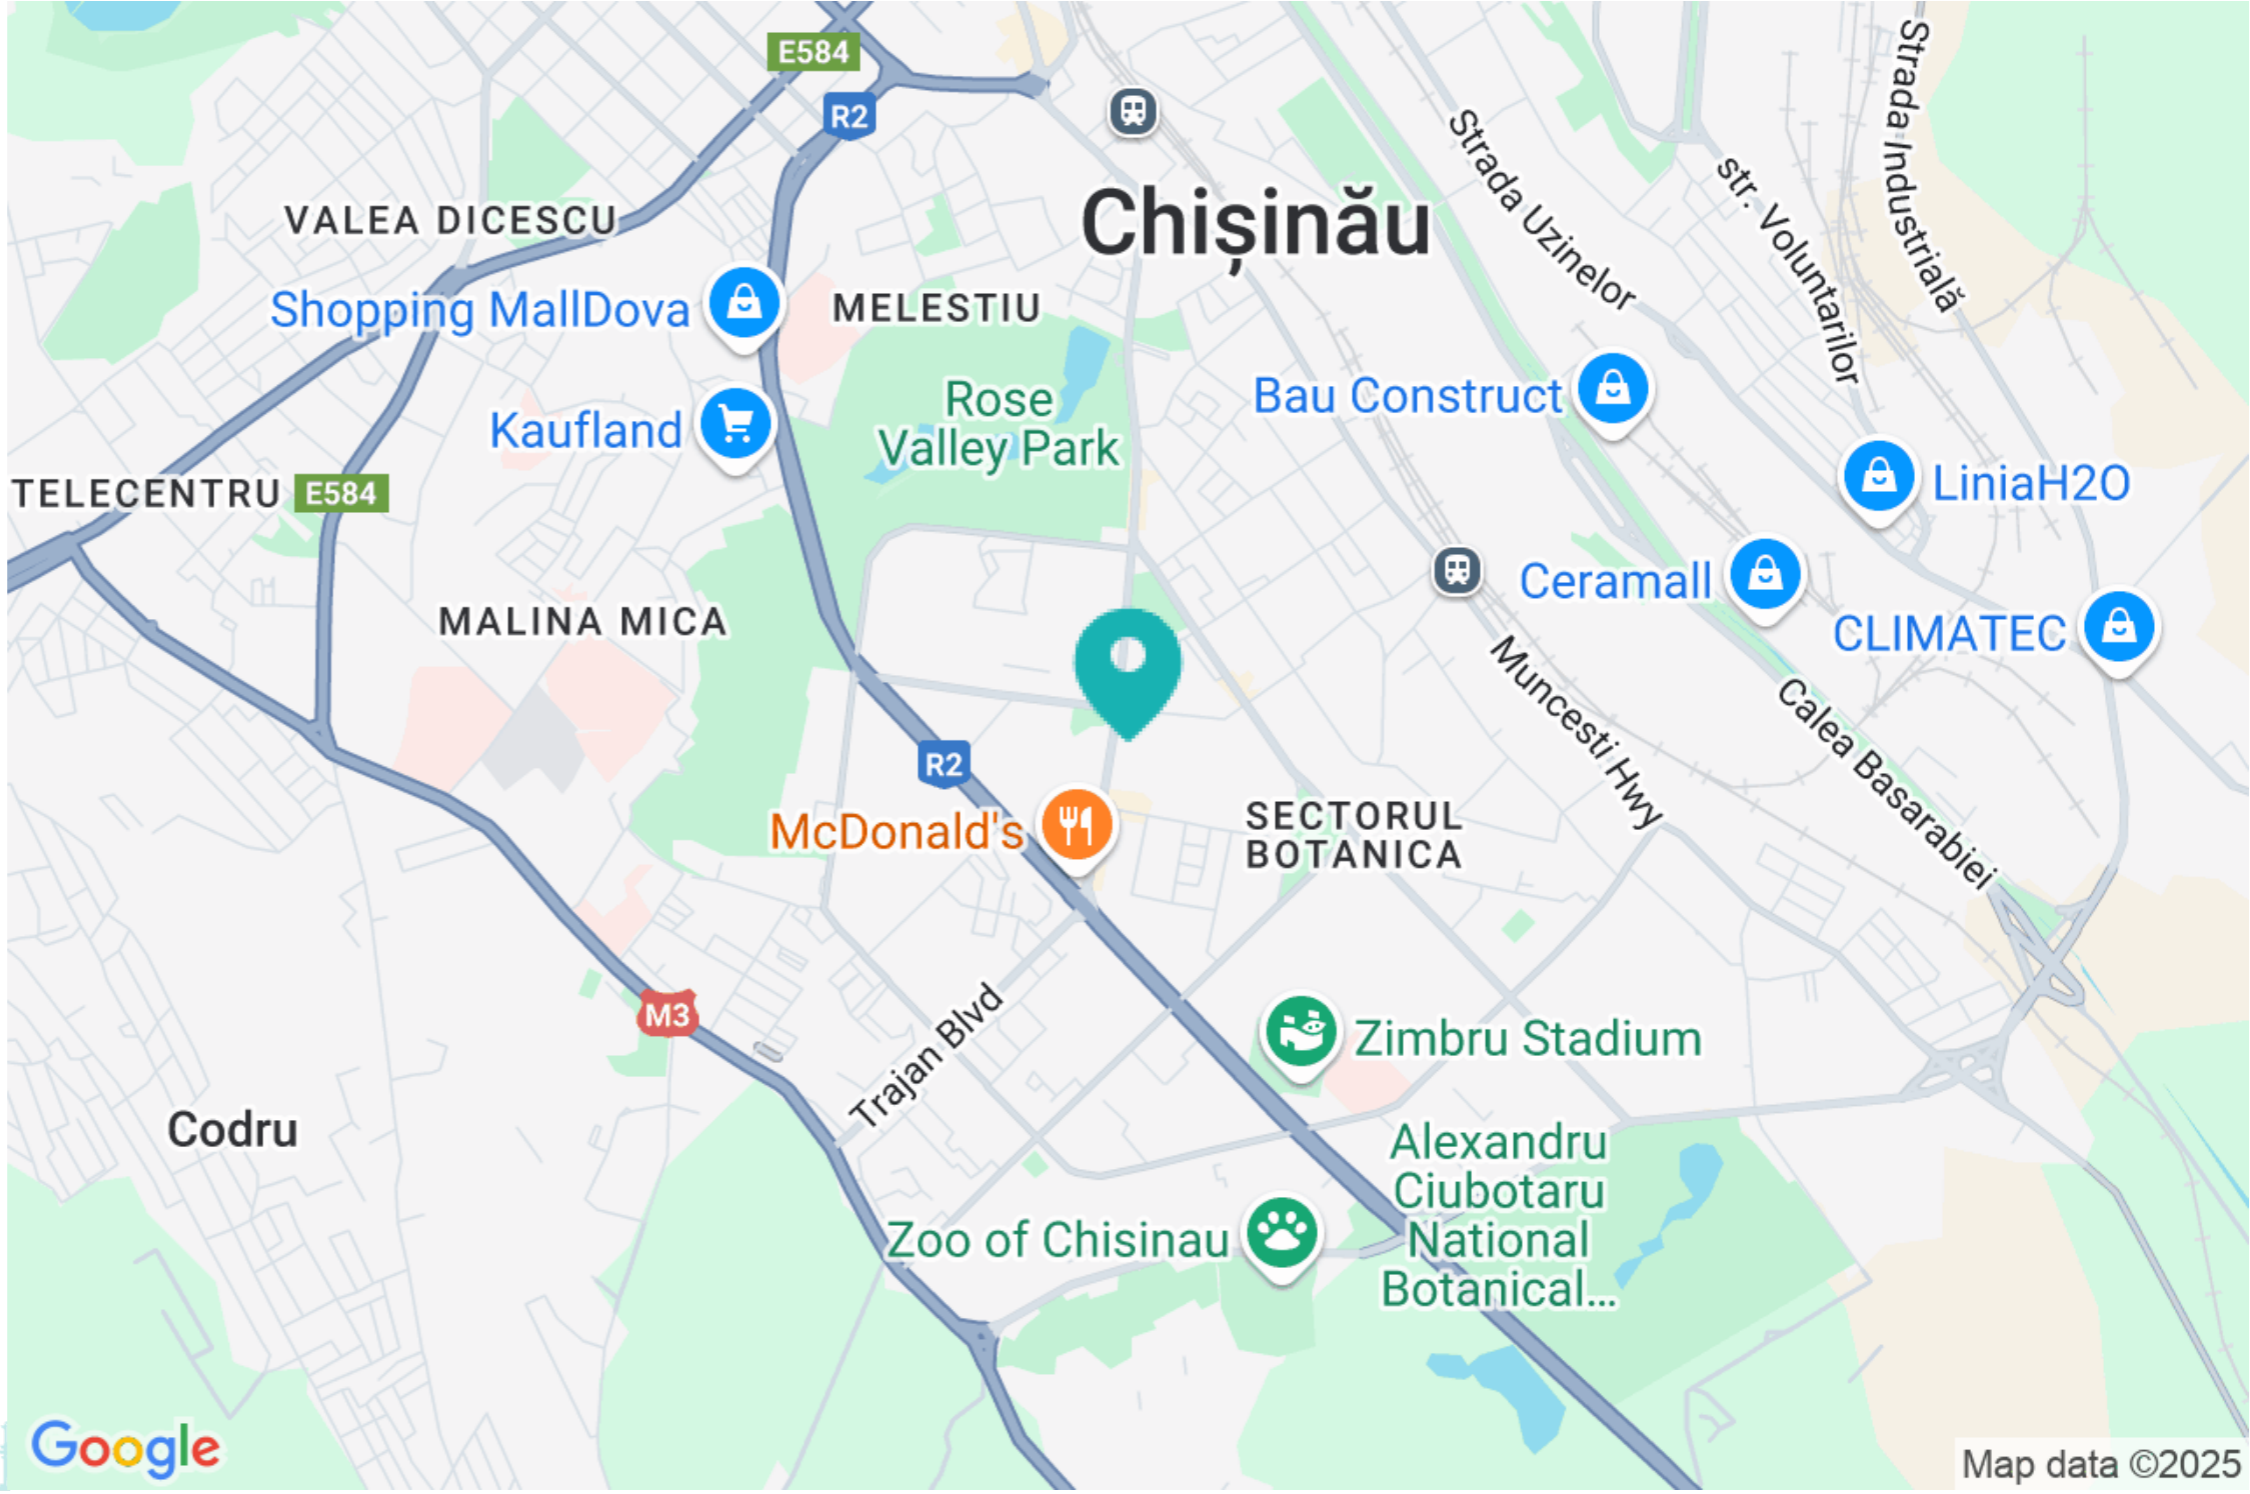 E584
R2
Strada Industrială
Strada Uzinelor
str. Voluntarilor
Chișinău
VALEA DICESCU
Shopping MallDova
MELESTIU
Rose
Valley Park
Bau Construct
Kaufland
LiniaH2O
TELECENTRU
E584
Ceramall
MALINA MICA
CLIMATEC
Muncesti Hwy
Calea Basarabiei
R2
McDonald's
SECTORUL
BOTANICA
M3
Trajan Blvd
Zimbru Stadium
Codru
Alexandru
Ciubotaru
National
Botanical...
Zoo of Chisinau
Google
Map data ©2025